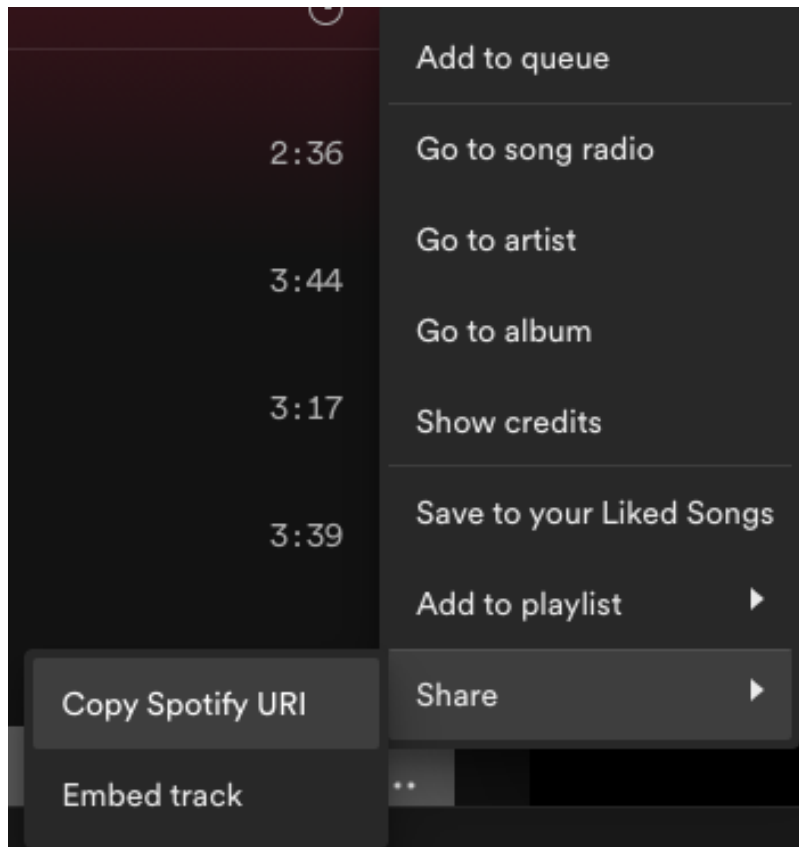 2:36
3:44
3:17
3:39
Add to queue
Go to song radio
Go to artist
Go to album
Show credits
Save to your Liked Songs
Add to playlist
Share
Copy Spotify URI
Embed track
..